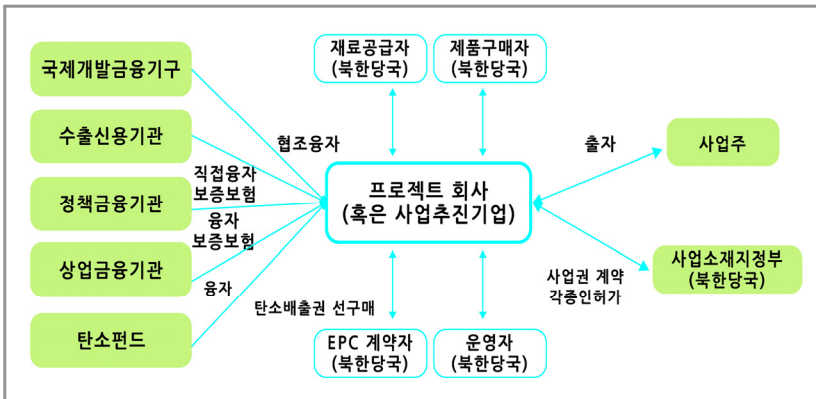 국제개발금융기구
수출신용기관
정책금융기관
상업금융기관
탄소펀드
협조융자
직접융자
보증보험
융자
보증보험
융자
탄소배출권 선구매
재료공급자
(북한당국)
제품구매자
(북한당국)
프로젝트 회사
(혹은 사업추진기업)
EPC 계약자
(북한당국)
운영자
(북한당국)
출자
사업주
사업권 계약
각종인허가
사업소재지정부
(북한당국)